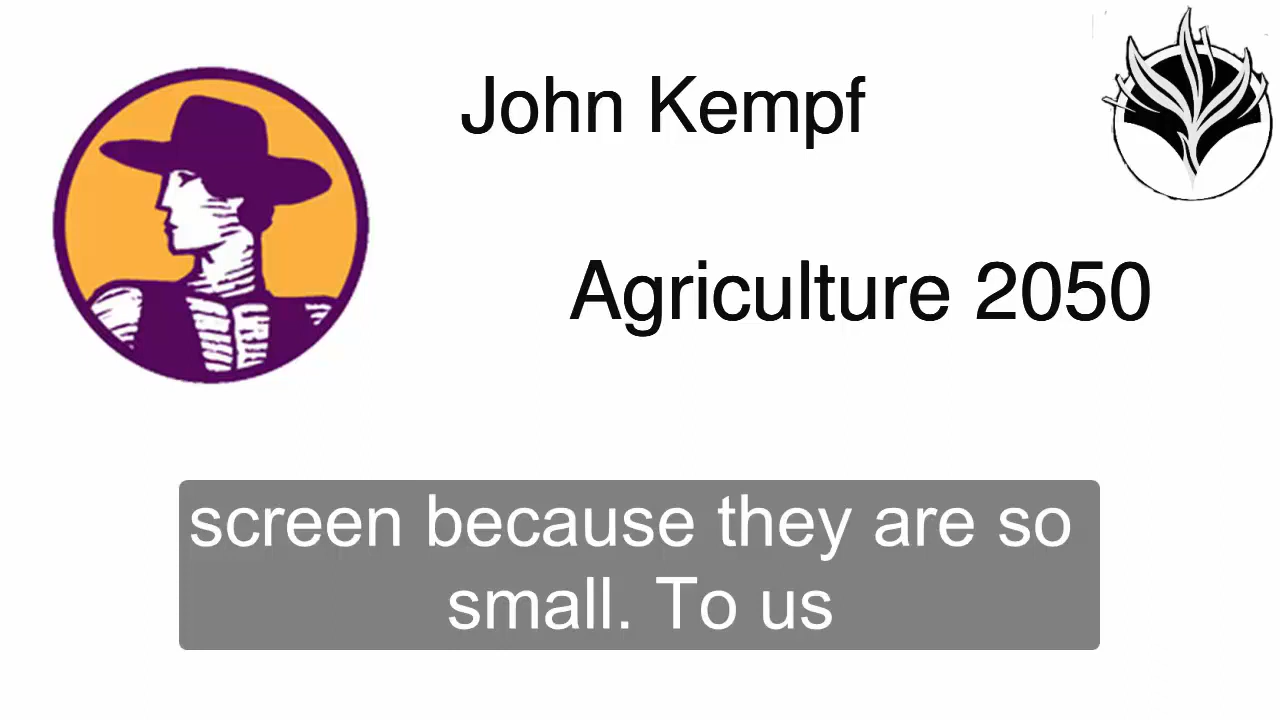 John Kempf
Agriculture 2050
screen because they are so
small. To us